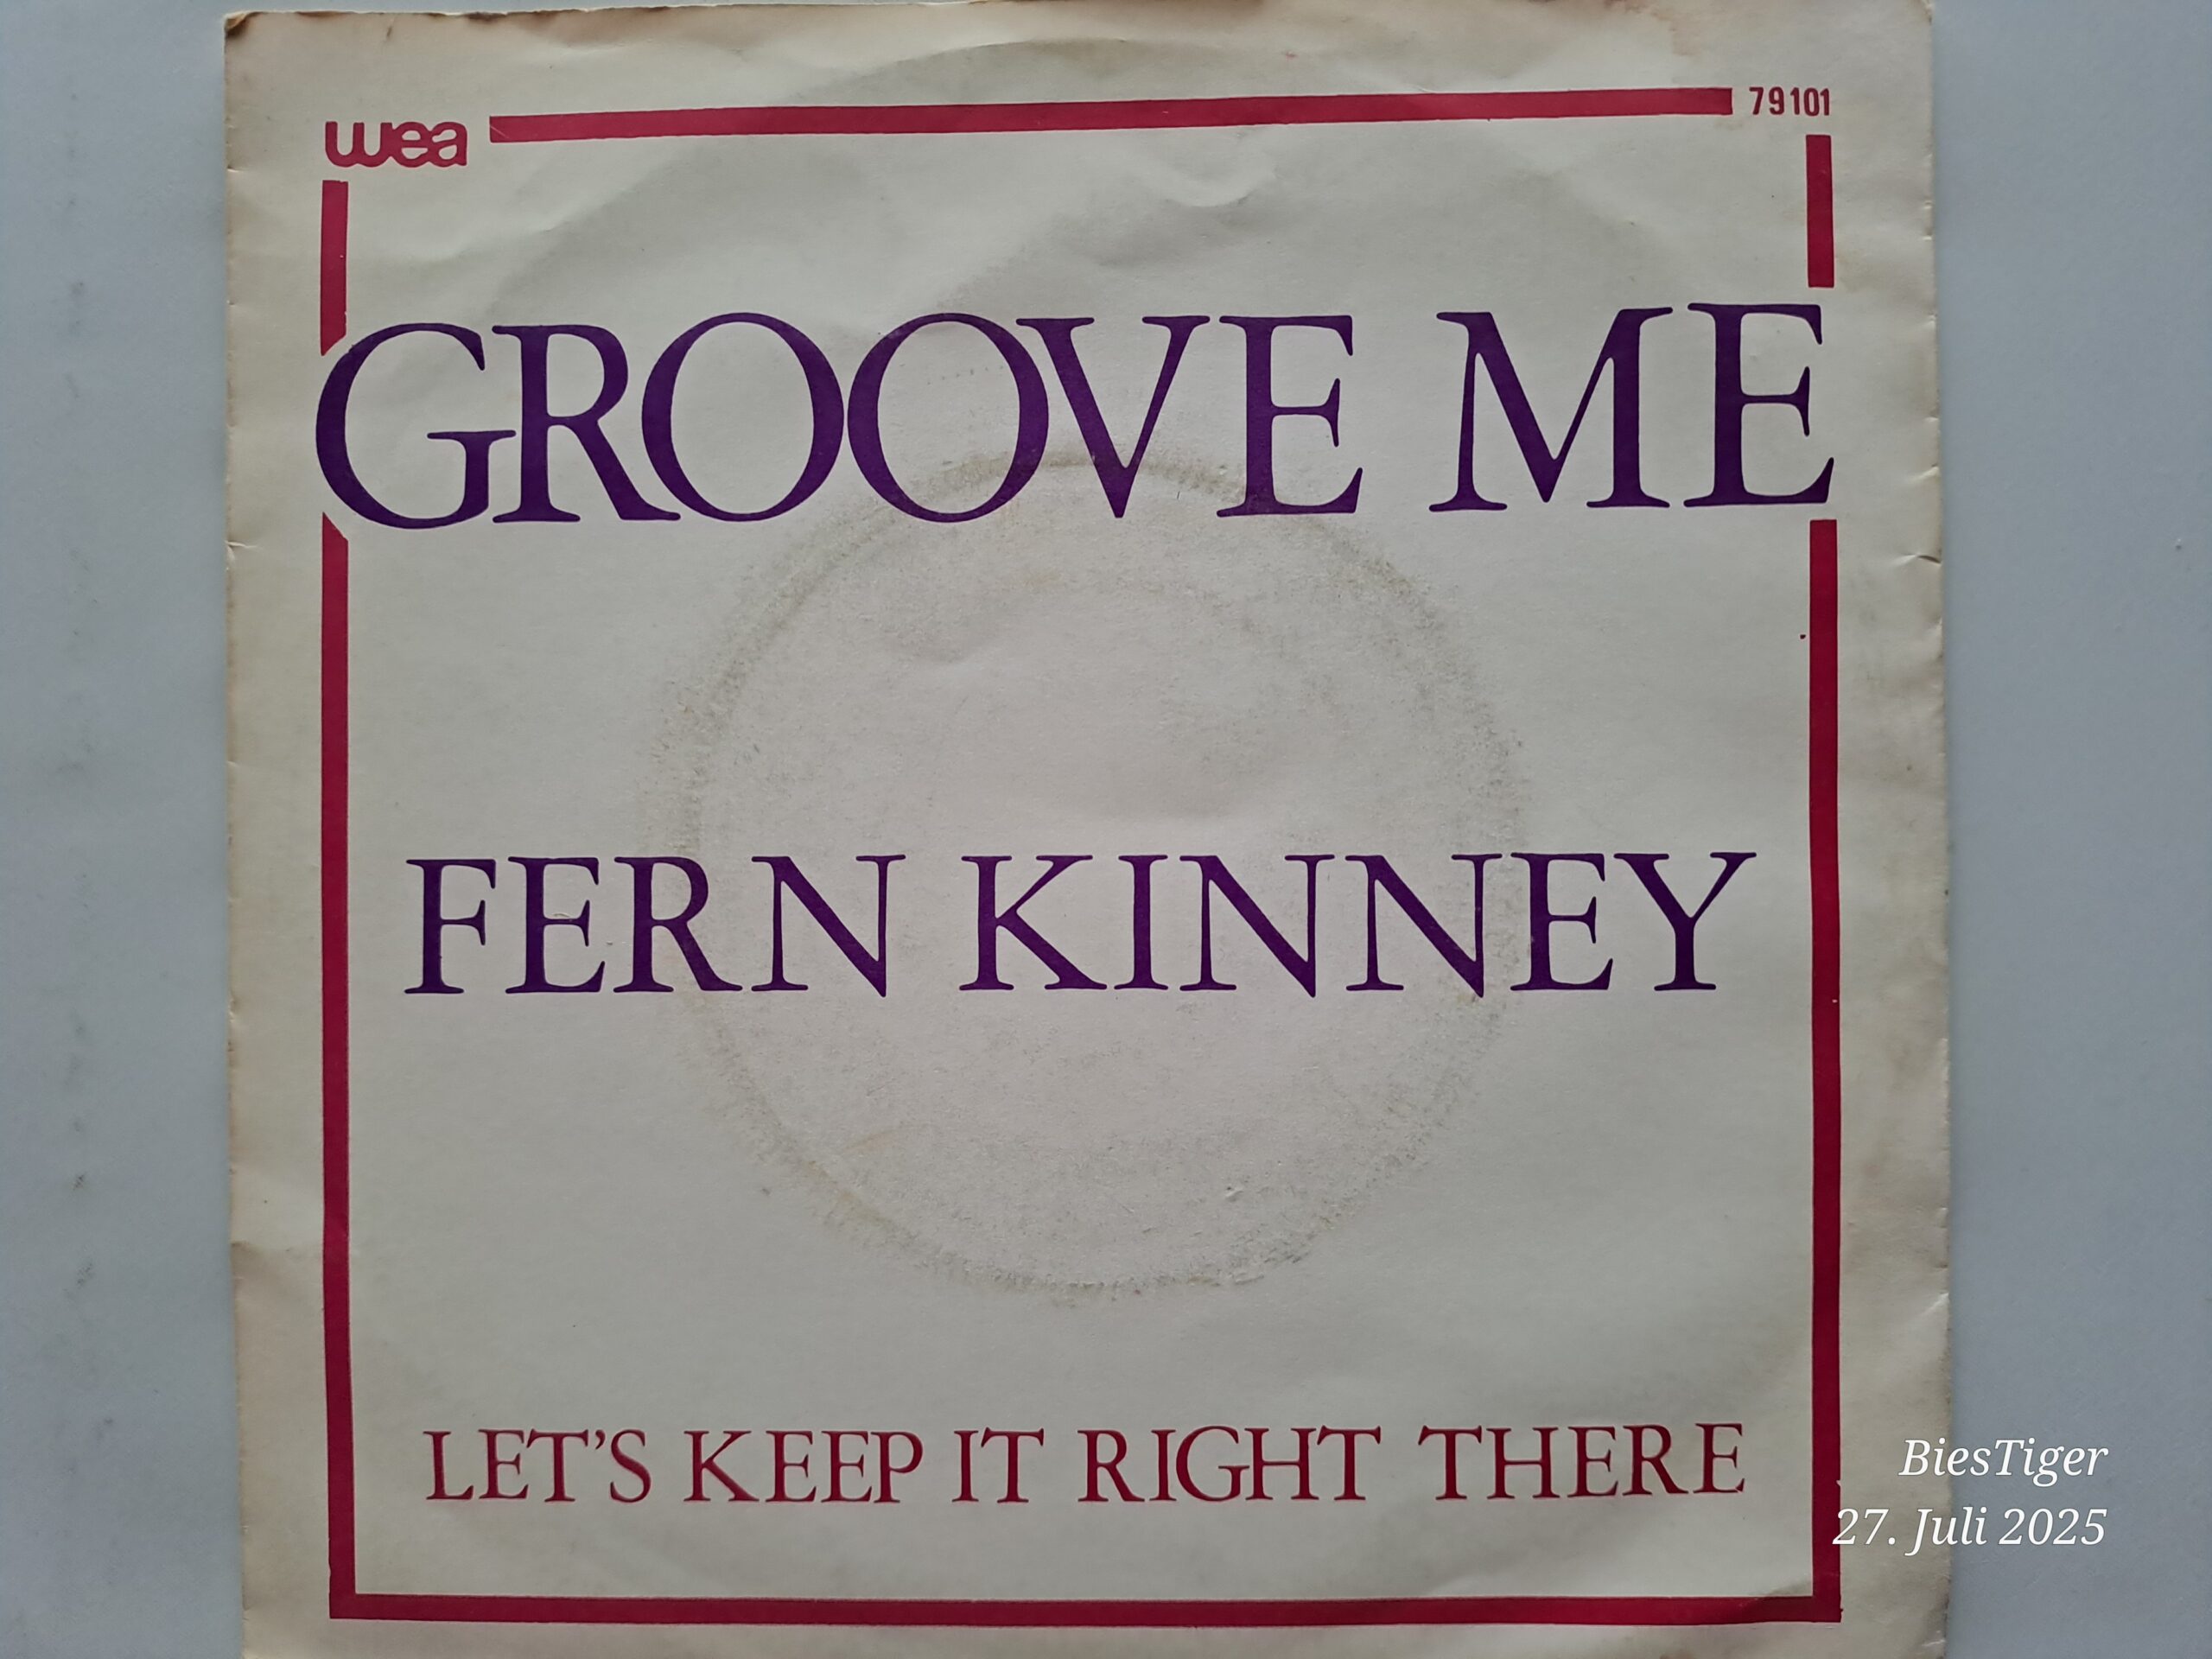 wea
79101
GROOVE ME
FERN KINNEY
LET'S KEEP IT RIGHT THERE
BiesTiger
27. Juli 2025